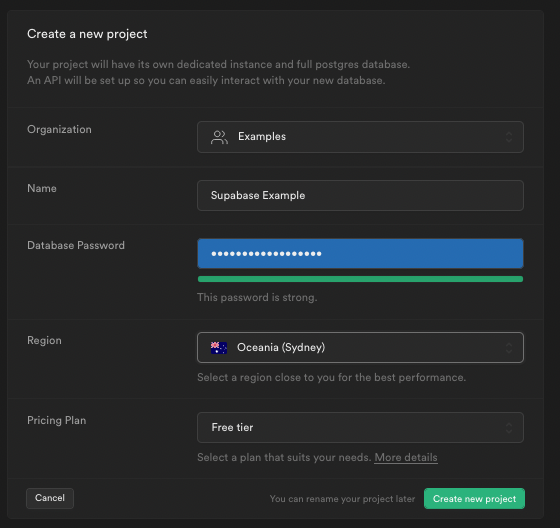 Create a new project
Your project will have its own dedicated instance and full postgres database.
An API will be set up so you can easily interact with your new database.
Organization
Examples
Name
Supabase Example
Database Password
••••••••••••••••••
This password is strong.
Region
Oceania (Sydney)
Select a region close to you for the best performance.
Pricing Plan
Free tier
Select a plan that suits your needs. More details
Cancel
You can rename your project later
Create new project